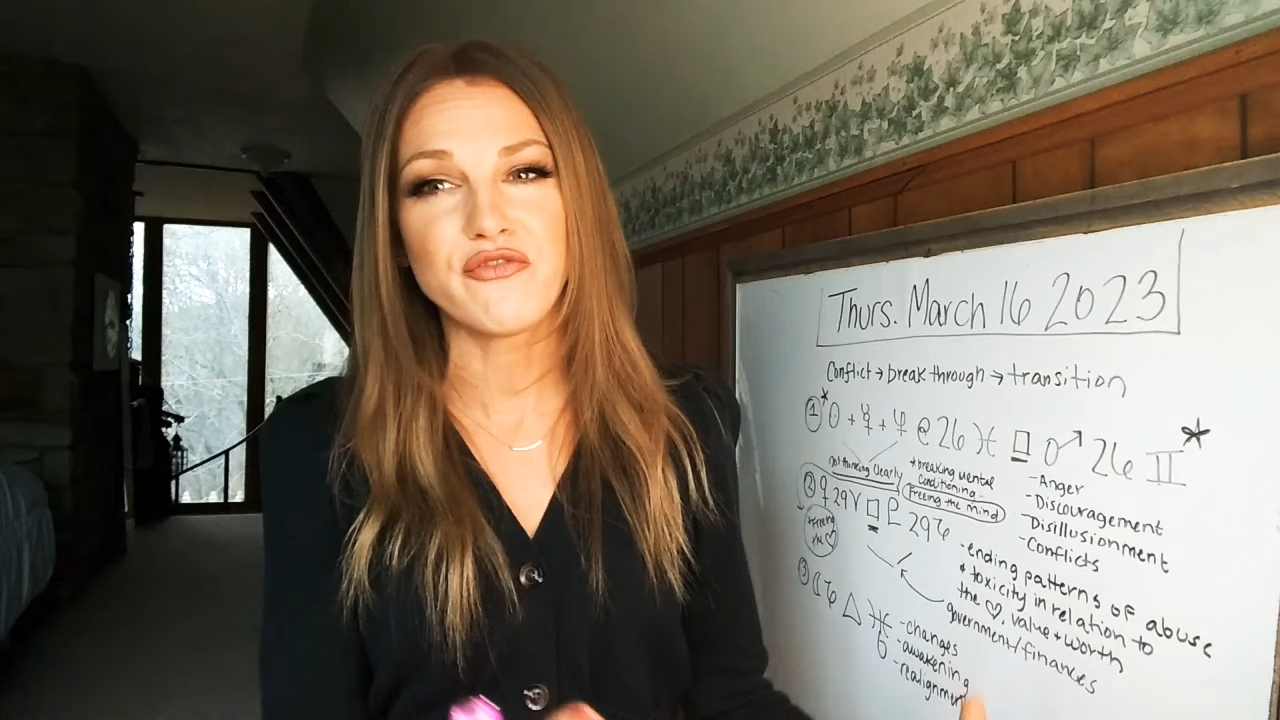 Thurs. March 16 2023
Conflict → break through → transition
① *☉ + ☿ + ♆ @ 26 ♓ □ ♂ 26 ♊ *
not thinking clearly
*breaking mental
conditioning -
Freeing the mind
- Anger
- Discouragement
- Disillusionment
- Conflicts
② ♀ 29 ♈ □ ♇ 29 ♑
*freeing
the ♡
- ending patterns of abuse
+ toxicity in relation to
the ♡, value + worth
government/finances
③ ☾ ♑ △ ♅
- changes
- awakening
- realignment